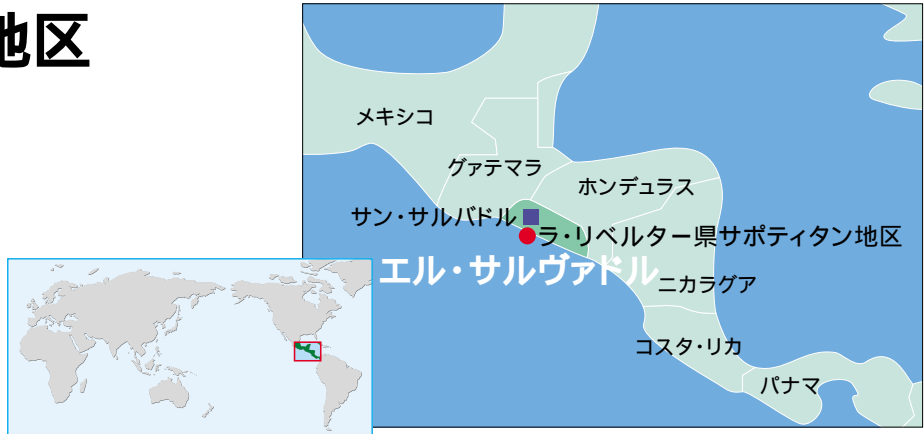 地区
メキシコ
グァテマラ
ホンデュラス
サン・サルバドル
ラ・リベルター県サポティタン地区
エル・サルヴァドル
ニカラグア
コスタ・リカ
パナマ